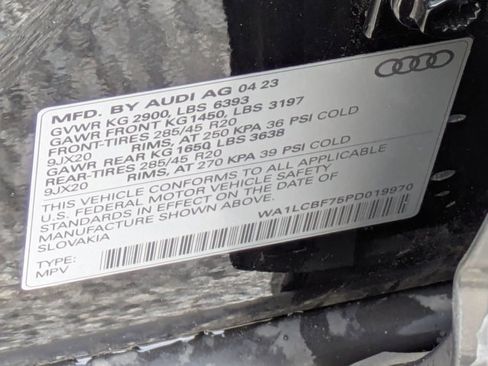 MFD. BY AUDI AG 04 23
GVWR KG 2900, LBS 6393
GAWR FRONT KG1450, LBS 3197
FRONT-TIRES 285/45 R20
9JX20 RIMS, AT 250 KPA 36 PSI COLD
GAWR REAR KG 1650 LBS 3638
REAR-TIRES 285/45 R20
9JX20 RIMS, AT 270 KPA 39 PSI COLD
THIS VEHICLE CONFORMS TO ALL APPLICABLE
U.S. FEDERAL MOTOR VEHICLE SAFETY
STANDARDS IN EFFECT ON THE DATE OF
MANUFACTURE SHOWN ABOVE.
SLOVAKIA
WA1LCBF75PD019970
TYPE:
MPV